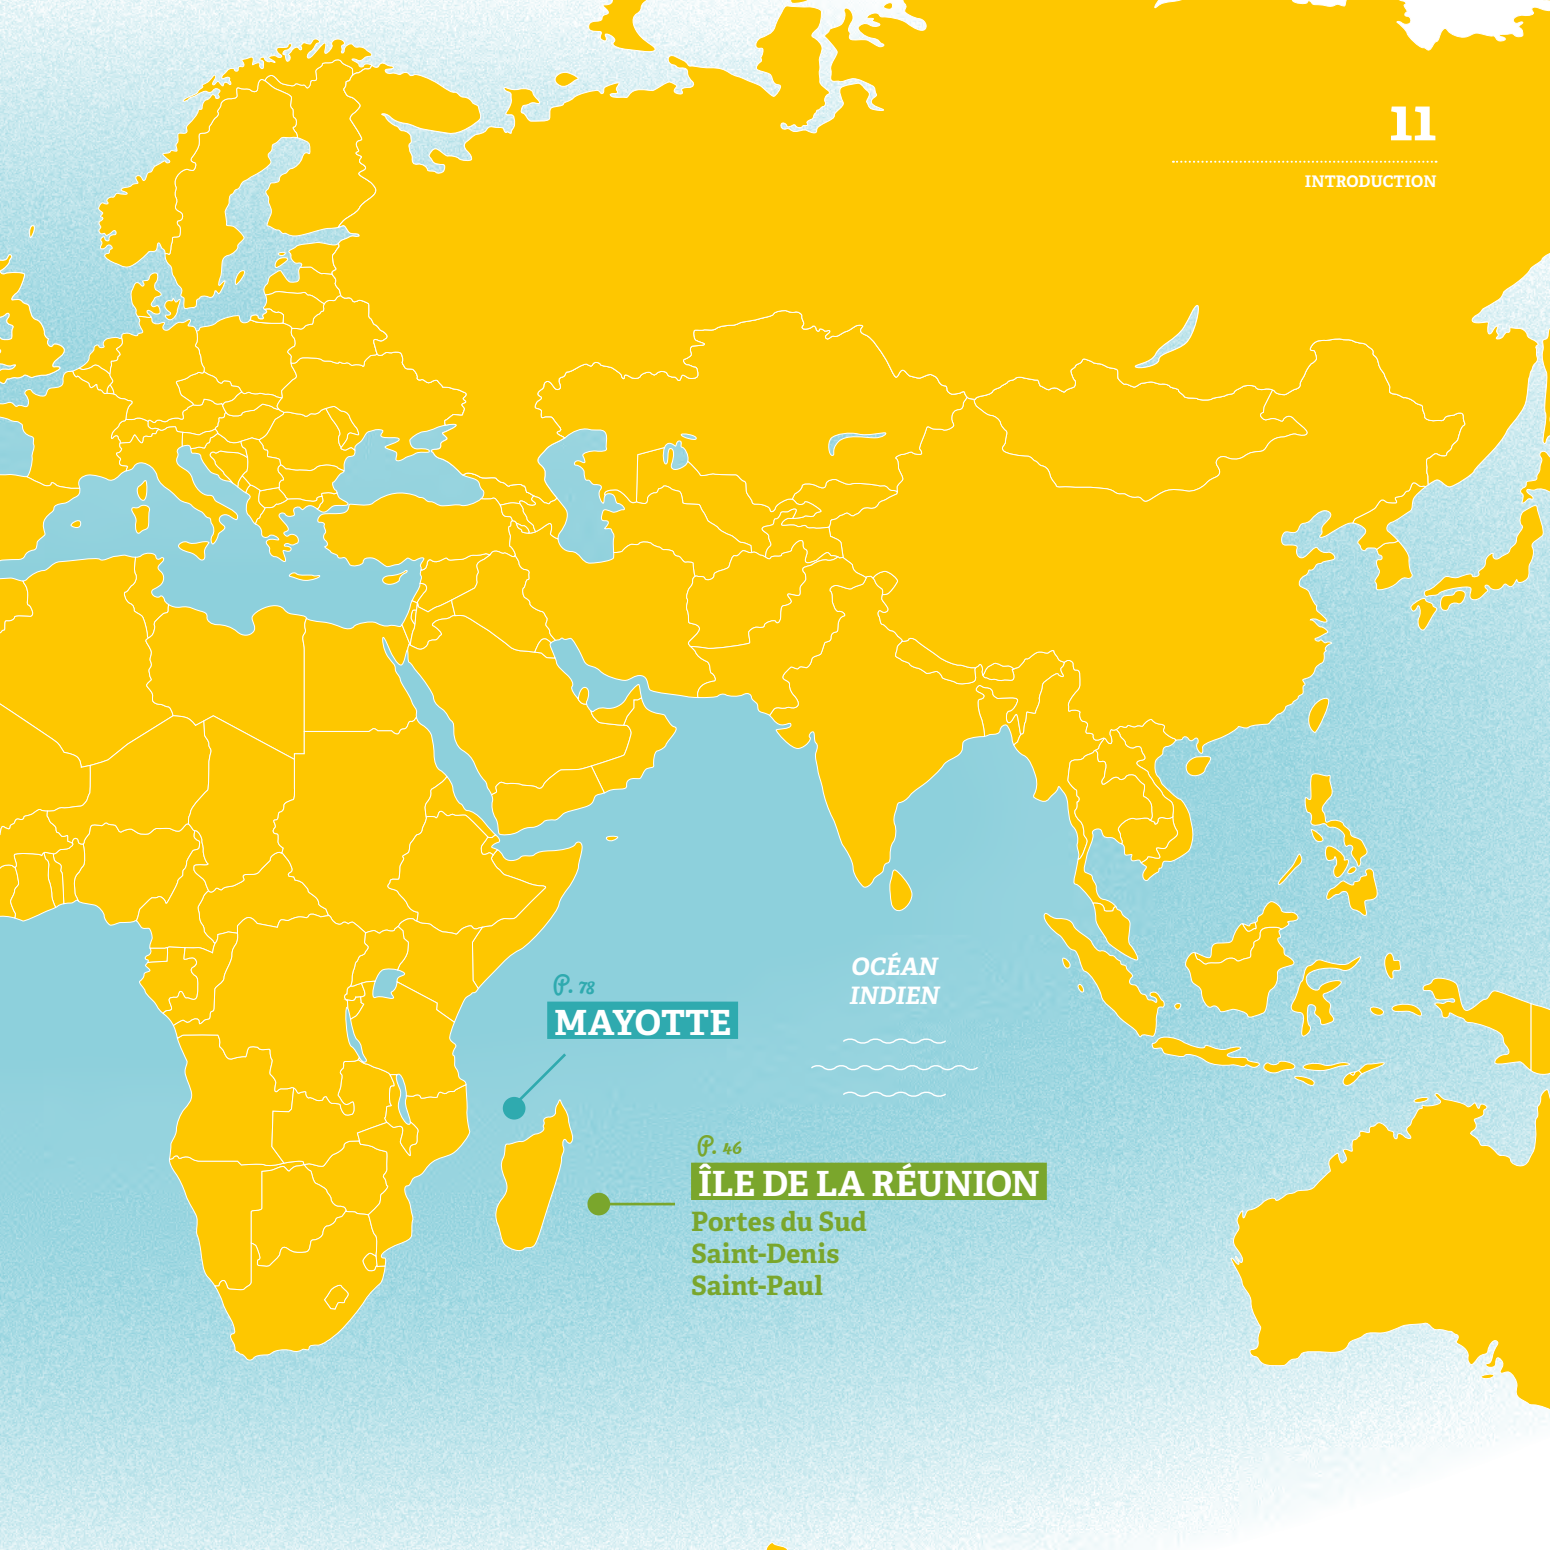 11
INTRODUCTION
OCÉAN
INDIEN
P. 78
MAYOTTE
P. 46
ÎLE DE LA RÉUNION
Portes du Sud
Saint-Denis
Saint-Paul